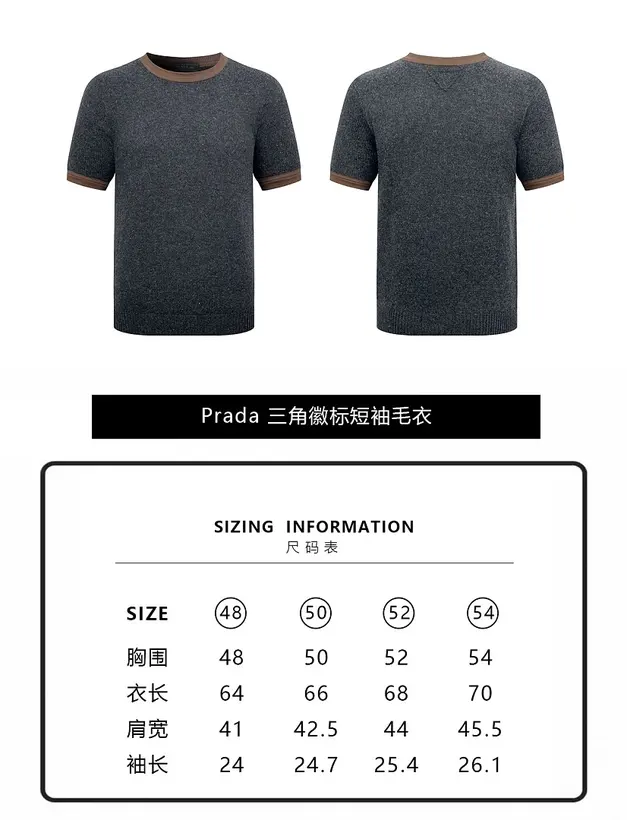 Prada 三角徽标短袖毛衣
SIZING INFORMATION
尺码表
SIZE 48 50 52 54
胸围 48 50 52 54
衣长 64 66 68 70
肩宽 41 42.5 44 45.5
袖长 24 24.7 25.4 26.1